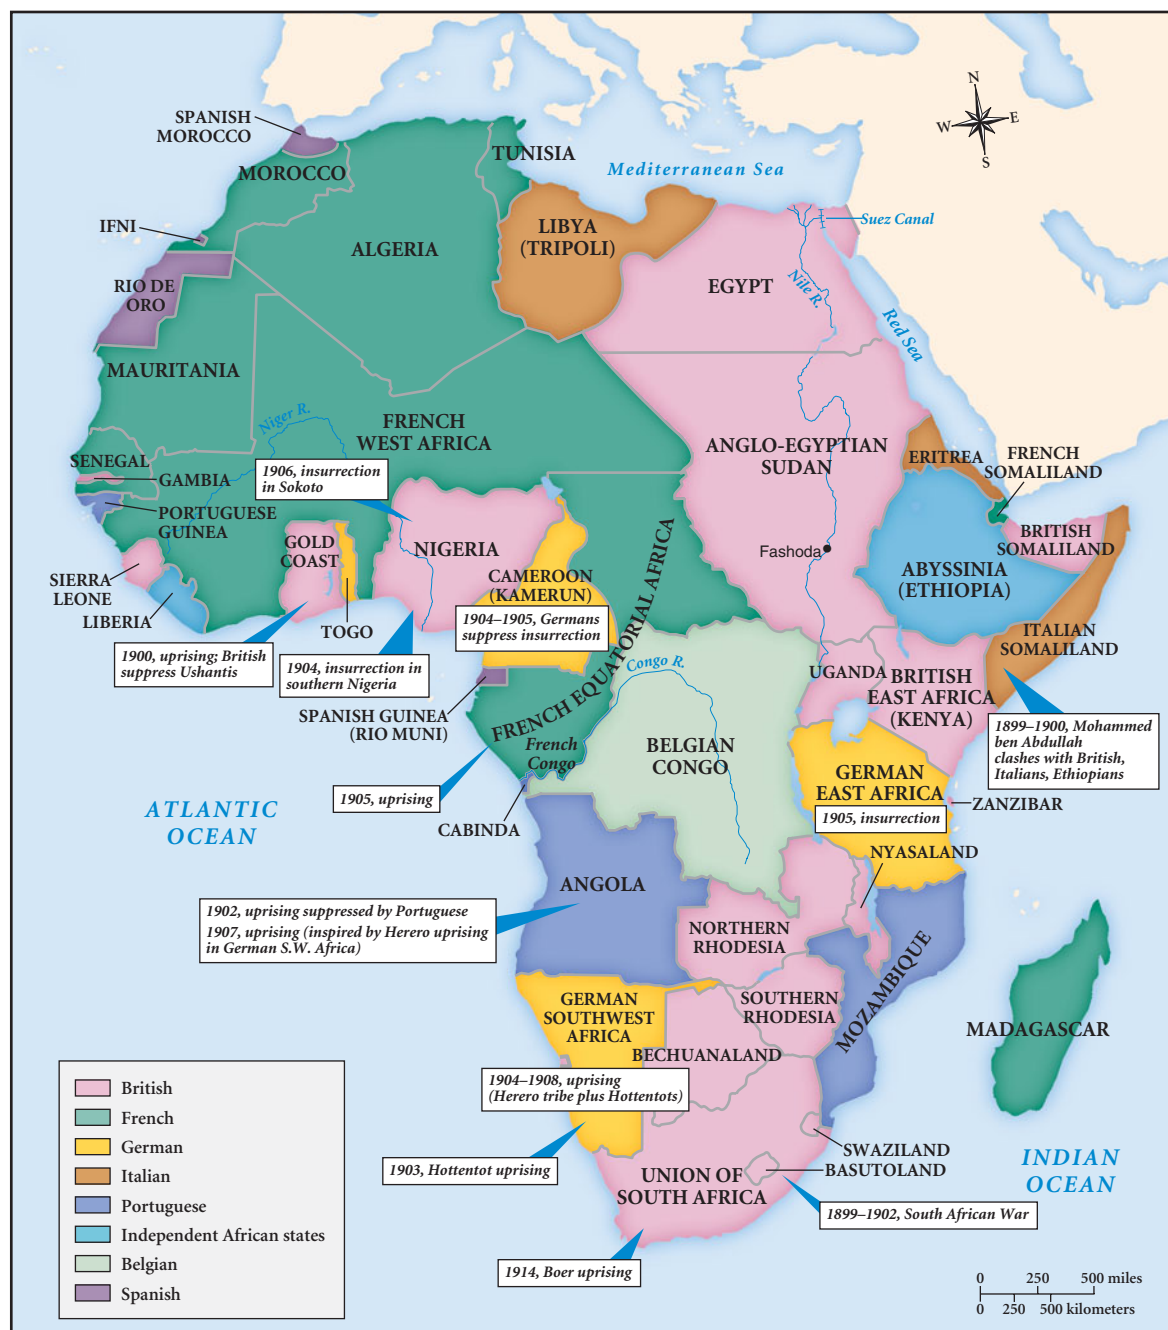 N
W
E
S
SPANISH
MOROCCO
MOROCCO
TUNISIA
Mediterranean Sea
IFNI
ALGERIA
LIBYA
(TRIPOLI)
Suez Canal
EGYPT
Nile R.
Red Sea
RIO DE
ORO
MAURITANIA
Niger R.
FRENCH
WEST AFRICA
ANGLO-EGYPTIAN
SUDAN
ERITREA
FRENCH
SOMALILAND
SENEGAL
GAMBIA
1906, insurrection
in Sokoto
PORTUGUESE
GUINEA
GOLD
COAST
NIGERIA
Fashoda
BRITISH
SOMALILAND
SIERRA
LEONE
LIBERIA
TOGO
CAMEROON
(KAMERUN)
1904–1905, Germans
suppress insurrection
ABYSSINIA
(ETHIOPIA)
1900, uprising; British
suppress Ushantis
1904, insurrection in
southern Nigeria
FRENCH EQUATORIAL AFRICA
Congo R.
UGANDA
BRITISH
EAST AFRICA
(KENYA)
ITALIAN
SOMALILAND
SPANISH GUINEA
(RIO MUNI)
French
Congo
BELGIAN
CONGO
1899–1900, Mohammed
ben Abdullah
clashes with British,
Italians, Ethiopians
1905, uprising
GERMAN
EAST AFRICA
1905, insurrection
ZANZIBAR
ATLANTIC
OCEAN
CABINDA
NYASALAND
ANGOLA
1902, uprising suppressed by Portuguese
1907, uprising (inspired by Herero uprising
in German S.W. Africa)
NORTHERN
RHODESIA
MOZAMBIQUE
GERMAN
SOUTHWEST
AFRICA
SOUTHERN
RHODESIA
MADAGASCAR
BECHUANALAND
1904–1908, uprising
(Herero tribe plus Hottentots)
1903, Hottentot uprising
SWAZILAND
BASUTOLAND
UNION OF
SOUTH AFRICA
INDIAN
OCEAN
1899–1902, South African War
1914, Boer uprising
British
French
German
Italian
Portuguese
Independent African states
Belgian
Spanish
0 250 500 miles
0 250 500 kilometers